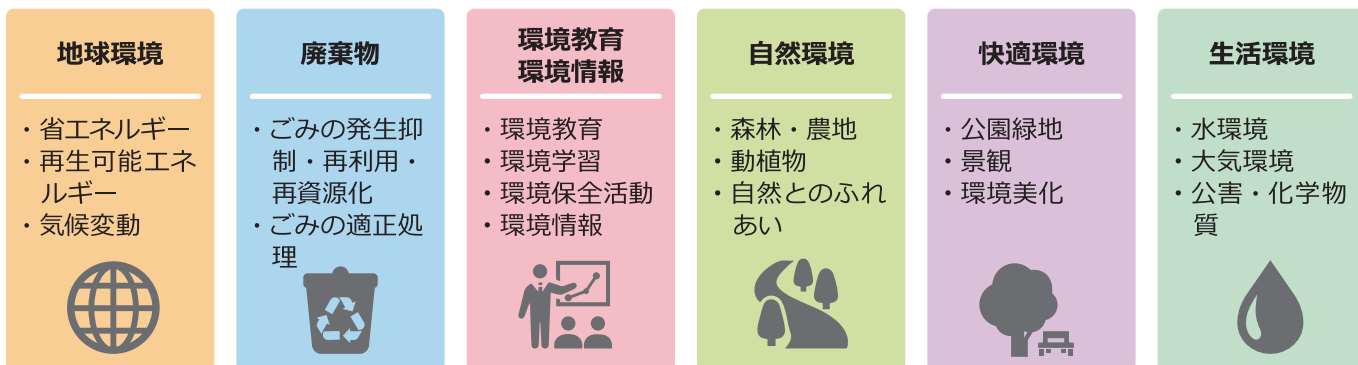 地球環境
・省エネルギー
・再生可能エネ
ルギー
・気候変動
廃棄物
・ごみの発生抑
制・再利用・
再資源化
・ごみの適正処
理
環境教育
環境情報
・環境教育
・環境学習
・環境保全活動
・環境情報
自然環境
・森林・農地
・動植物
・自然とのふれ
あい
快適環境
・公園緑地
・景観
・環境美化
生活環境
・水環境
・大気環境
・公害・化学物
質